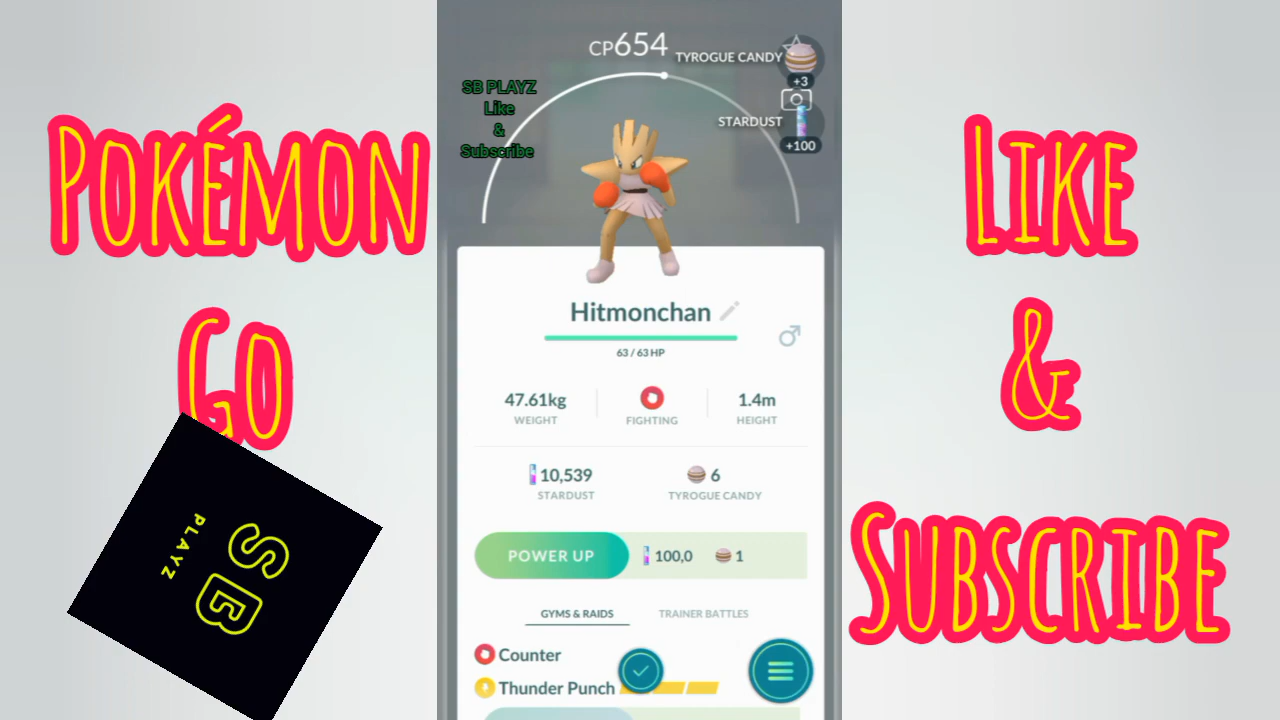 POKÉMON
GO
SB
PLAYZ
CP654
TYROGUE CANDY
+3
STARDUST
+100
SB PLAYZ
Like
&
Subscribe
Hitmonchan
63 / 63 HP
47.61kg
WEIGHT
FIGHTING
1.4m
HEIGHT
10,539
STARDUST
6
TYROGUE CANDY
POWER UP
100,0
1
GYMS & RAIDS
TRAINER BATTLES
Counter
Thunder Punch
LIKE
&
SUBSCRIBE